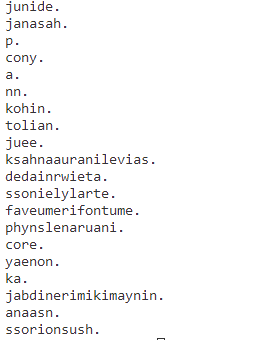 junide.
janasah.
p.
cony.
a.
nn.
kohin.
tolian.
juee.
ksahnaauranilevias.
dedainrwieta.
ssonielylarte.
faveumerifontume.
phynslenaruani.
core.
yaenon.
ka.
jabdinerimikimaynin.
anaasn.
ssorionsush.